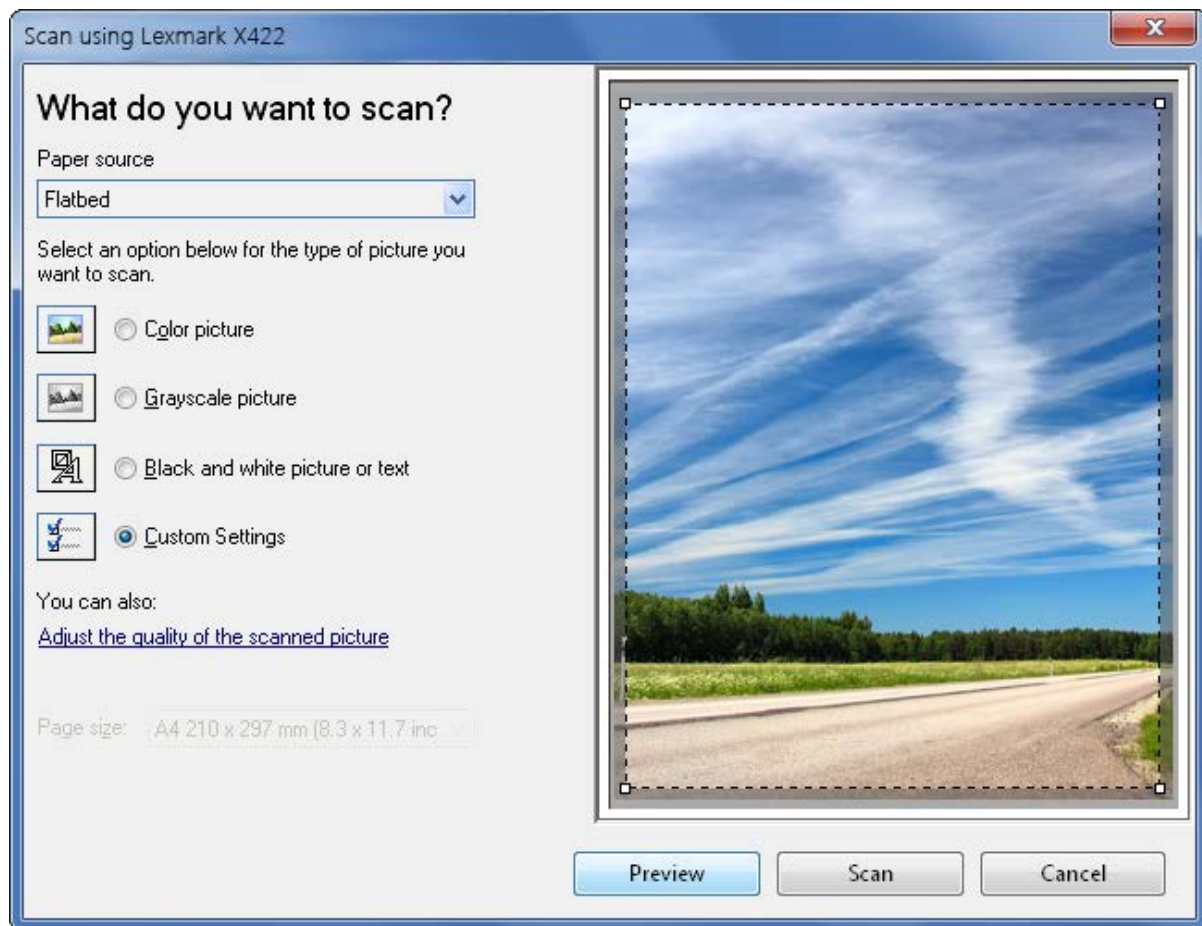 Scan using Lexmark X422
What do you want to scan?
Paper source
Flatbed
Select an option below for the type of picture you
want to scan.
Color picture
Grayscale picture
Black and white picture or text
Custom Settings
You can also:
Adjust the quality of the scanned picture
Page size: A4 210 x 297 mm (8.3 x 11.7 inc
Preview Scan Cancel